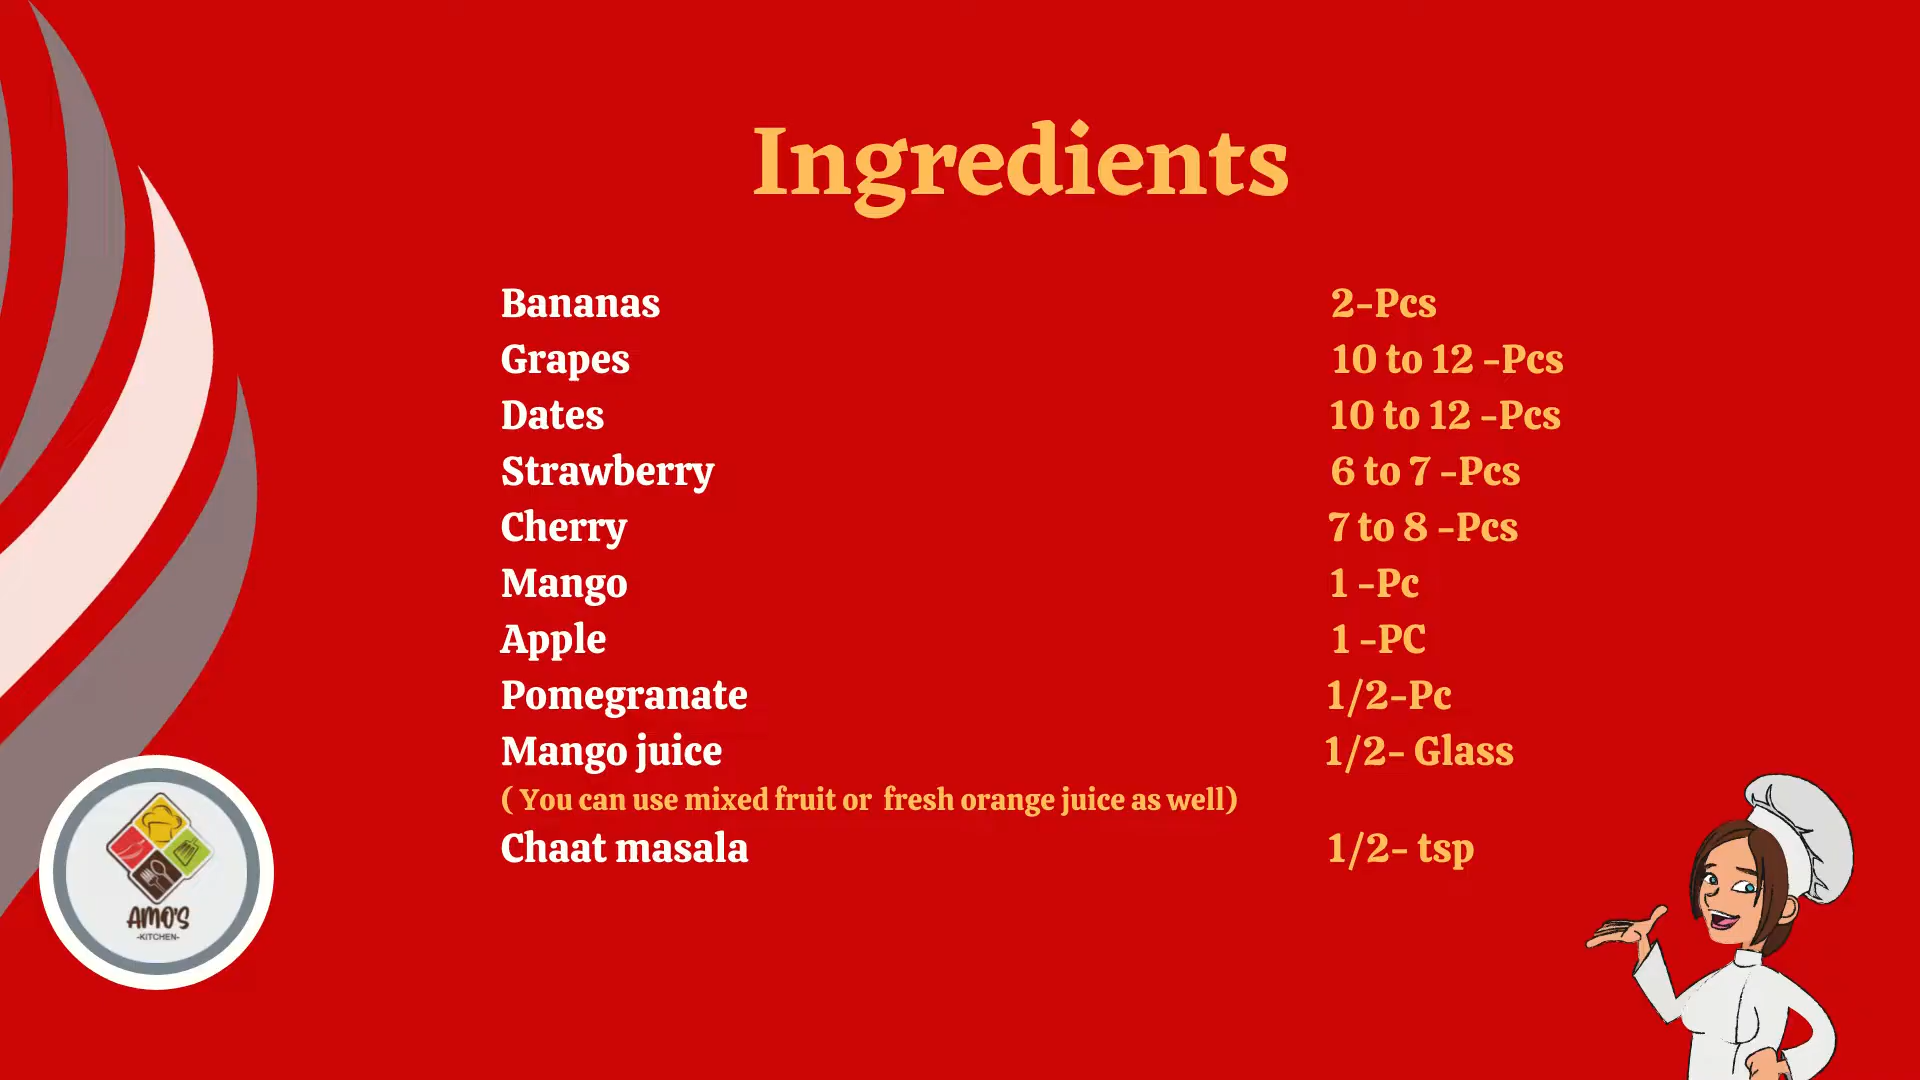 Ingredients
Bananas 2-Pcs
Grapes 10 to 12 -Pcs
Dates 10 to 12 -Pcs
Strawberry 6 to 7 -Pcs
Cherry 7 to 8 -Pcs
Mango 1 -Pc
Apple 1 -PC
Pomegranate 1/2-Pc
Mango juice 1/2- Glass
( You can use mixed fruit or fresh orange juice as well)
Chaat masala 1/2- tsp
AMO'S
-KITCHEN-